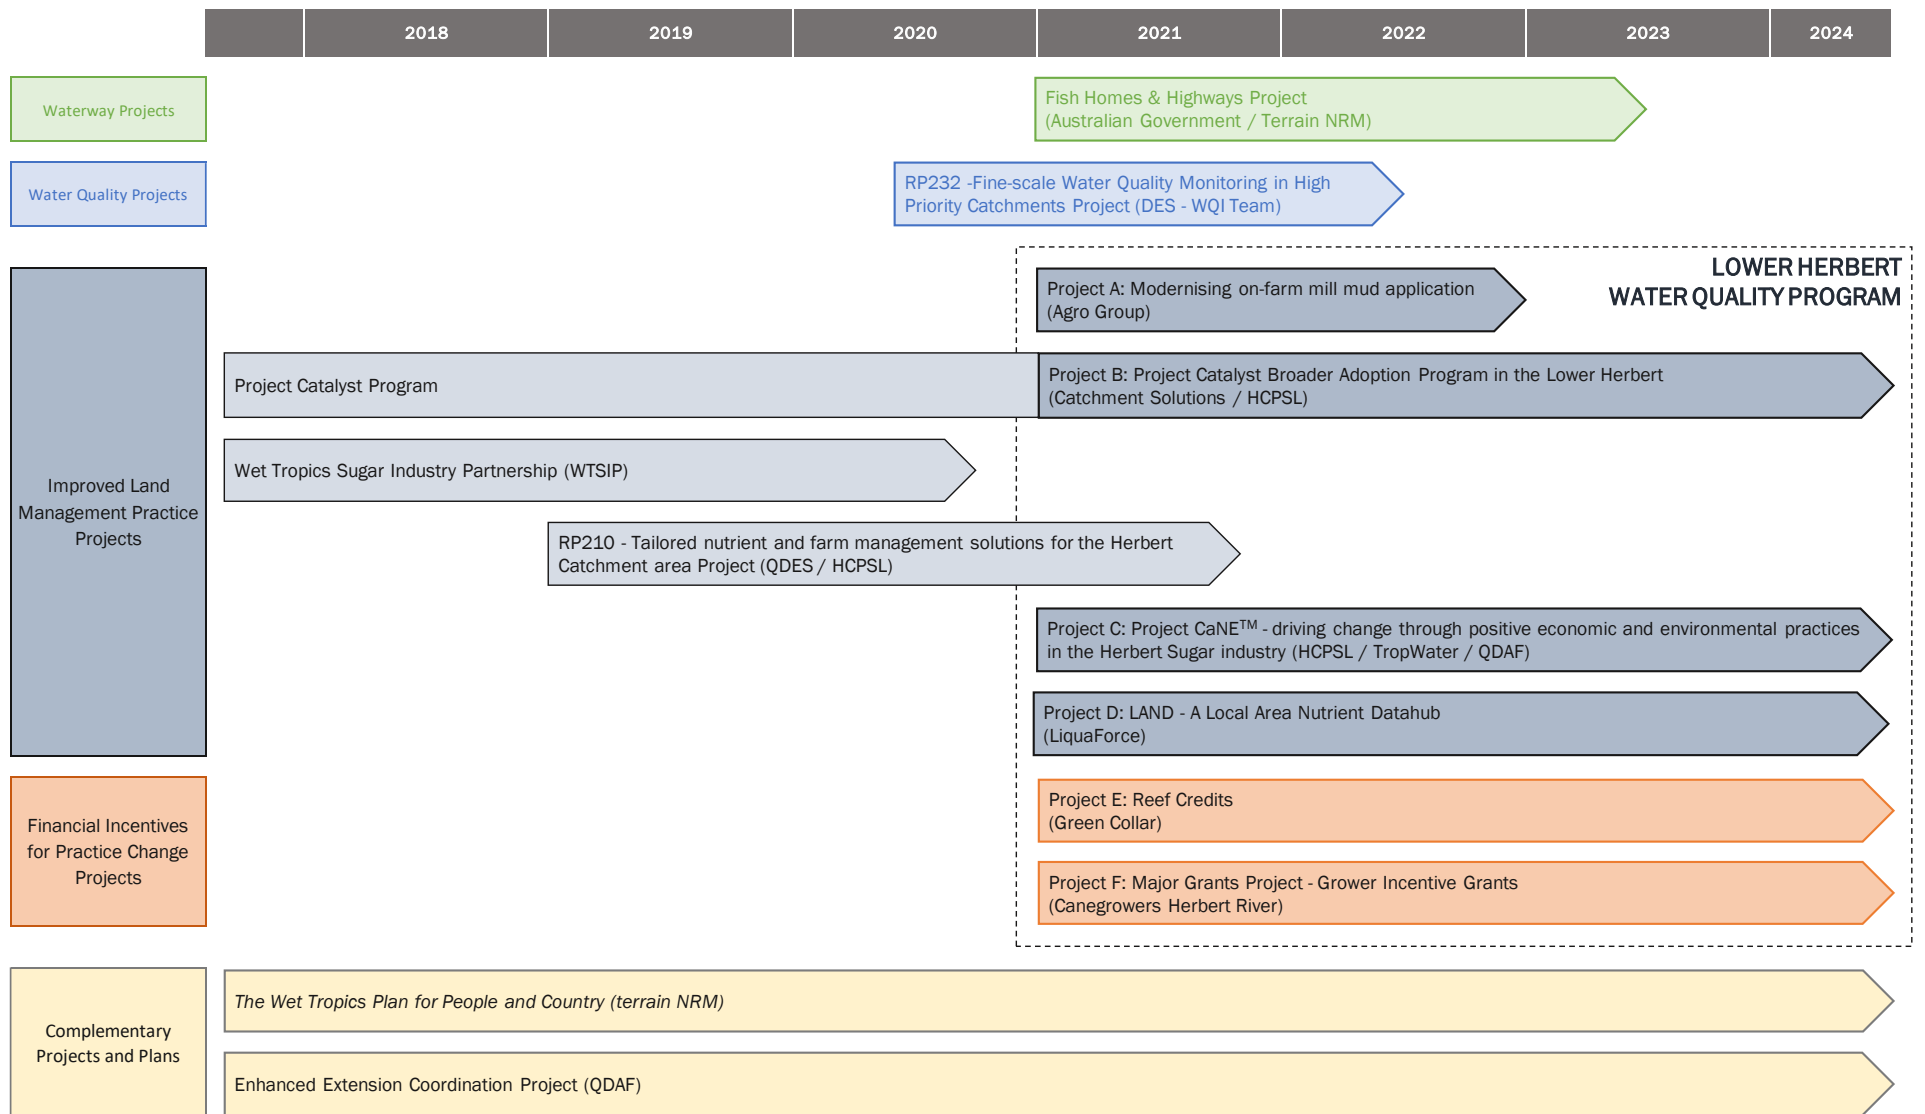 2018 2019 2020 2021 2022 2023 2024
Waterway Projects
Fish Homes & Highways Project
(Australian Government / Terrain NRM)
Water Quality Projects
RP232 -Fine-scale Water Quality Monitoring in High
Priority Catchments Project (DES - WQI Team)
LOWER HERBERT
WATER QUALITY PROGRAM
Improved Land
Management Practice
Projects
Project A: Modernising on-farm mill mud application
(Agro Group)
Project Catalyst Program
Project B: Project Catalyst Broader Adoption Program in the Lower Herbert
(Catchment Solutions / HCPSL)
Wet Tropics Sugar Industry Partnership (WTSIP)
RP210 - Tailored nutrient and farm management solutions for the Herbert
Catchment area Project (QDES / HCPSL)
Project C: Project CaNE™ - driving change through positive economic and environmental practices
in the Herbert Sugar industry (HCPSL / TropWater / QDAF)
Project D: LAND - A Local Area Nutrient Datahub
(LiquaForce)
Financial Incentives
for Practice Change
Projects
Project E: Reef Credits
(Green Collar)
Project F: Major Grants Project - Grower Incentive Grants
(Canegrowers Herbert River)
Complementary
Projects and Plans
The Wet Tropics Plan for People and Country (terrain NRM)
Enhanced Extension Coordination Project (QDAF)